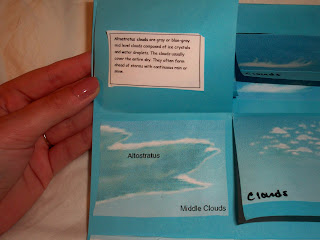 Altostratus clouds are gray or blue-gray
mid level clouds composed of ice crystals
and water droplets. The clouds usually
cover the entire sky. They often form
ahead of storms with continuous rain or
snow.
Altostratus
Middle Clouds
clouds
Clouds